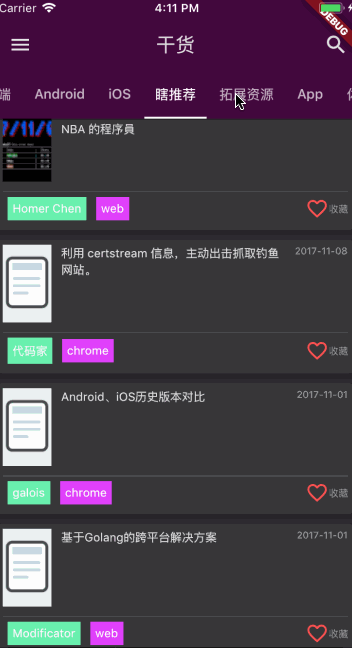 Carrier 4:11 PM DEBUG
干货
端 Android iOS 瞎推荐 拓展资源 App
NBA 的程序員
Homer Chen web 收藏
利用 certstream 信息，主动出击抓取钓鱼 2017-11-08
网站。
代码家 chrome 收藏
Android、iOS历史版本对比 2017-11-01
galois chrome 收藏
基于Golang的跨平台解决方案 2017-11-01
Modificator web 收藏